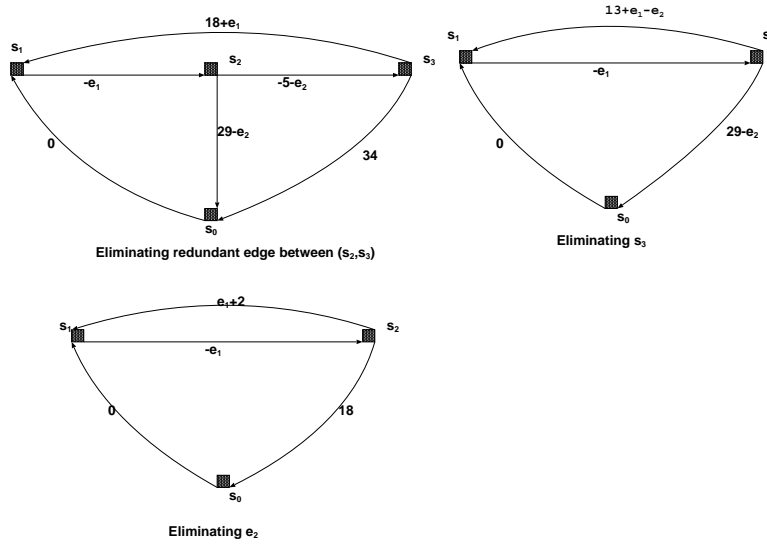 18+e₁
s₁
s₂
s₃
-e₁
-5-e₂
29-e₂
0
34
s₀
Eliminating redundant edge between (s₂,s₃)
13+e₁-e₂
s₁
s
-e₁
0
29-e₂
s₀
Eliminating s₃
e₁+2
s₁
s₂
-e₁
0
18
s₀
Eliminating e₂